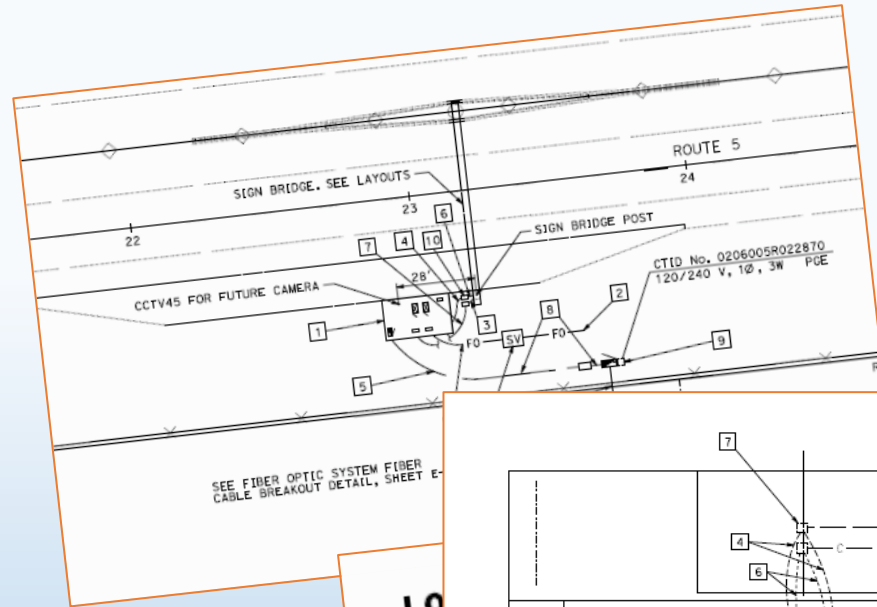 ROUTE 5
24
SIGN BRIDGE. SEE LAYOUTS
23
22
6
SIGN BRIDGE POST
7
4
10
28'
CTID No. 0206005R022870
120/240 V, 1Ø, 3W PGE
CCTV45 FOR FUTURE CAMERA
1
3
8
2
FO
SV
FO
9
5
SEE FIBER OPTIC SYSTEM FIBER
CABLE BREAKOUT DETAIL, SHEET E-
7
4
C
6